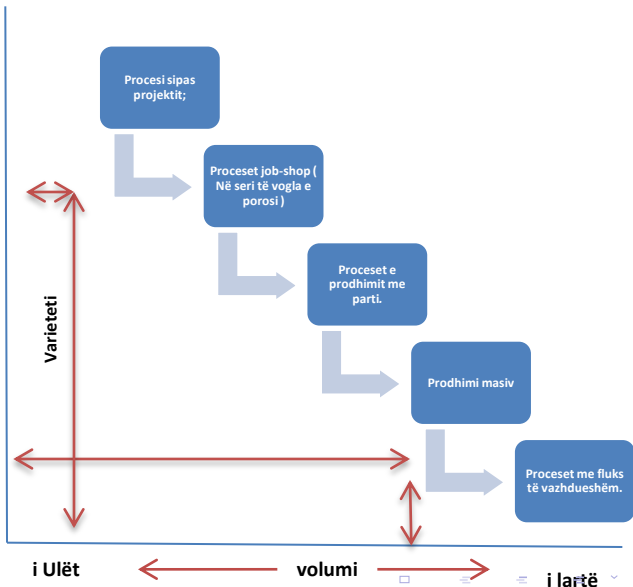 Procesi sipas
projektit;
Proceset job-shop (
Në seri të vogla e
porosi )
Proceset e
prodhimit me
parti.
Varieteti
Prodhimi masiv
Proceset me fluks
të vazhdueshëm.
i Ulët
volumi
i lartë